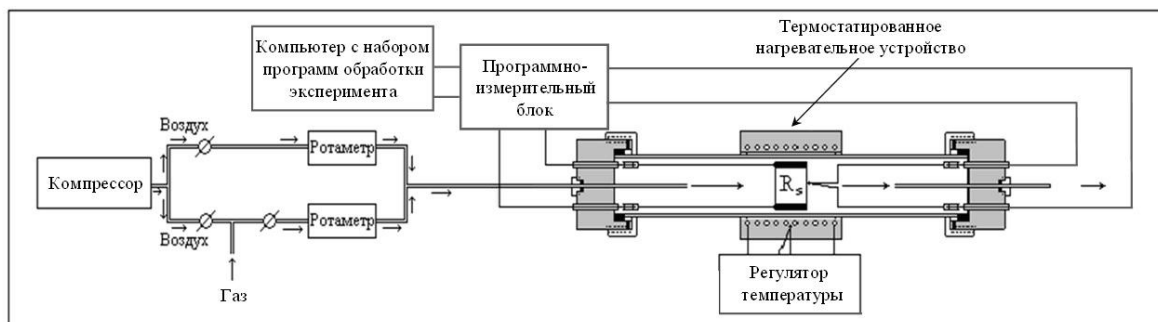 Термостатированное
нагревательное устройство
Компьютер с набором
программ обработки
эксперимента
Программно-
измерительный
блок
Воздух
Ротаметр
Компрессор
Rs
Ротаметр
Воздух
Газ
Регулятор
температуры